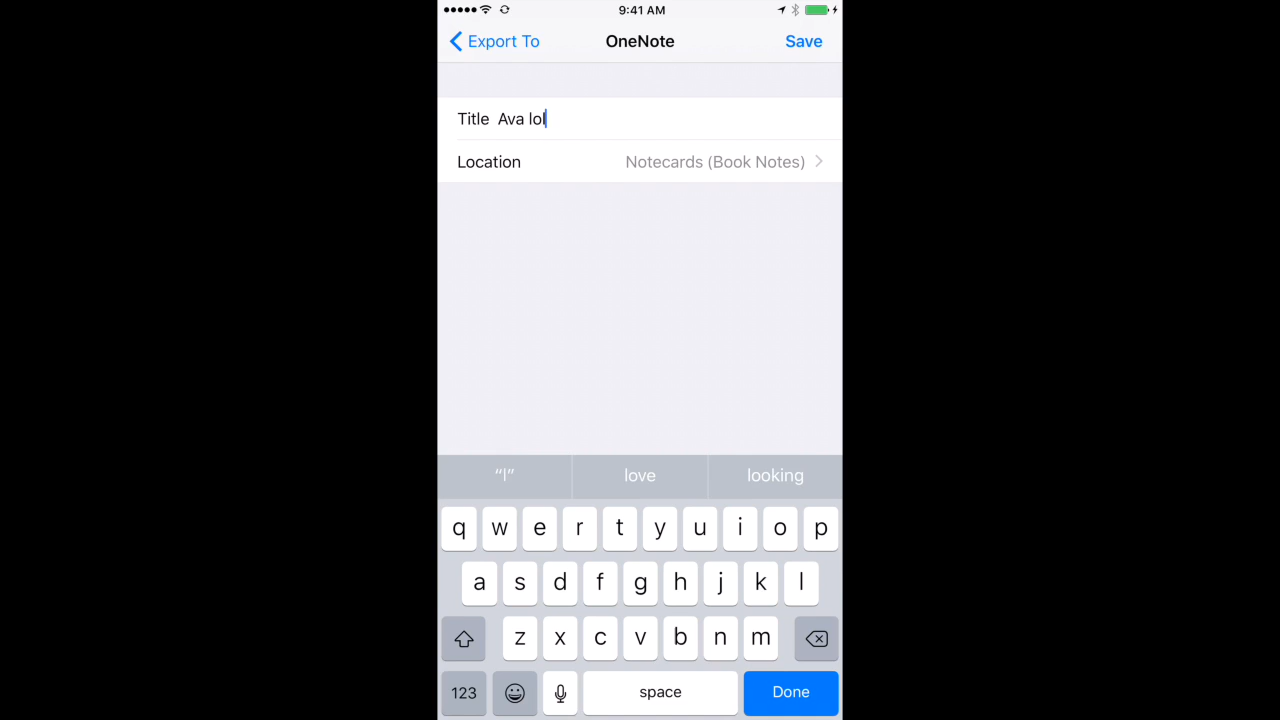 9:41 AM
Export To OneNote Save
Title Ava lol
Location Notecards (Book Notes)
"l" love looking
q w e r t y u i o p
a s d f g h j k l
z x c v b n m
123 space Done